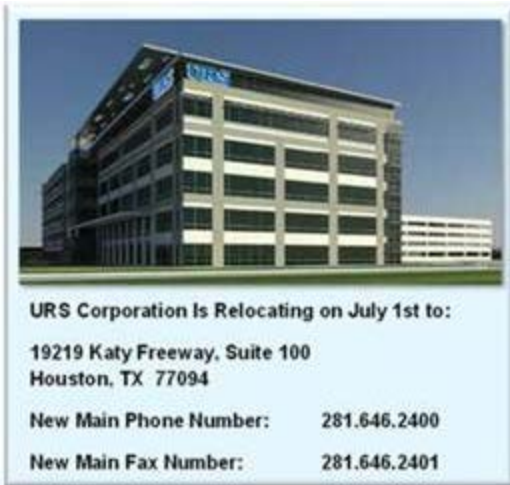 URS
URS Corporation Is Relocating on July 1st to:
19219 Katy Freeway, Suite 100
Houston, TX 77094
New Main Phone Number: 281.646.2400
New Main Fax Number: 281.646.2401